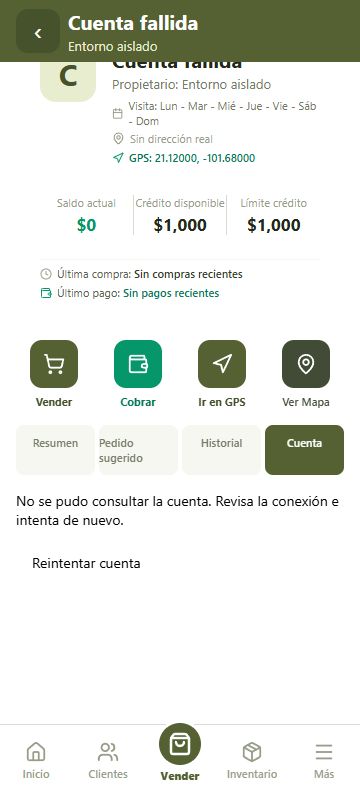 ‹
Cuenta fallida
Entorno aislado
C
Cuenta fallida
Propietario: Entorno aislado
Visita: Lun - Mar - Mié - Jue - Vie - Sáb
- Dom
Sin dirección real
GPS: 21.12000, -101.68000
Saldo actual
Crédito disponible
Límite crédito
$0
$1,000
$1,000
Última compra: Sin compras recientes
Último pago: Sin pagos recientes
Vender
Cobrar
Ir en GPS
Ver Mapa
Resumen
Pedido
sugerido
Historial
Cuenta
No se pudo consultar la cuenta. Revisa la conexión e
intenta de nuevo.
Reintentar cuenta
Inicio
Clientes
Vender
Inventario
Más